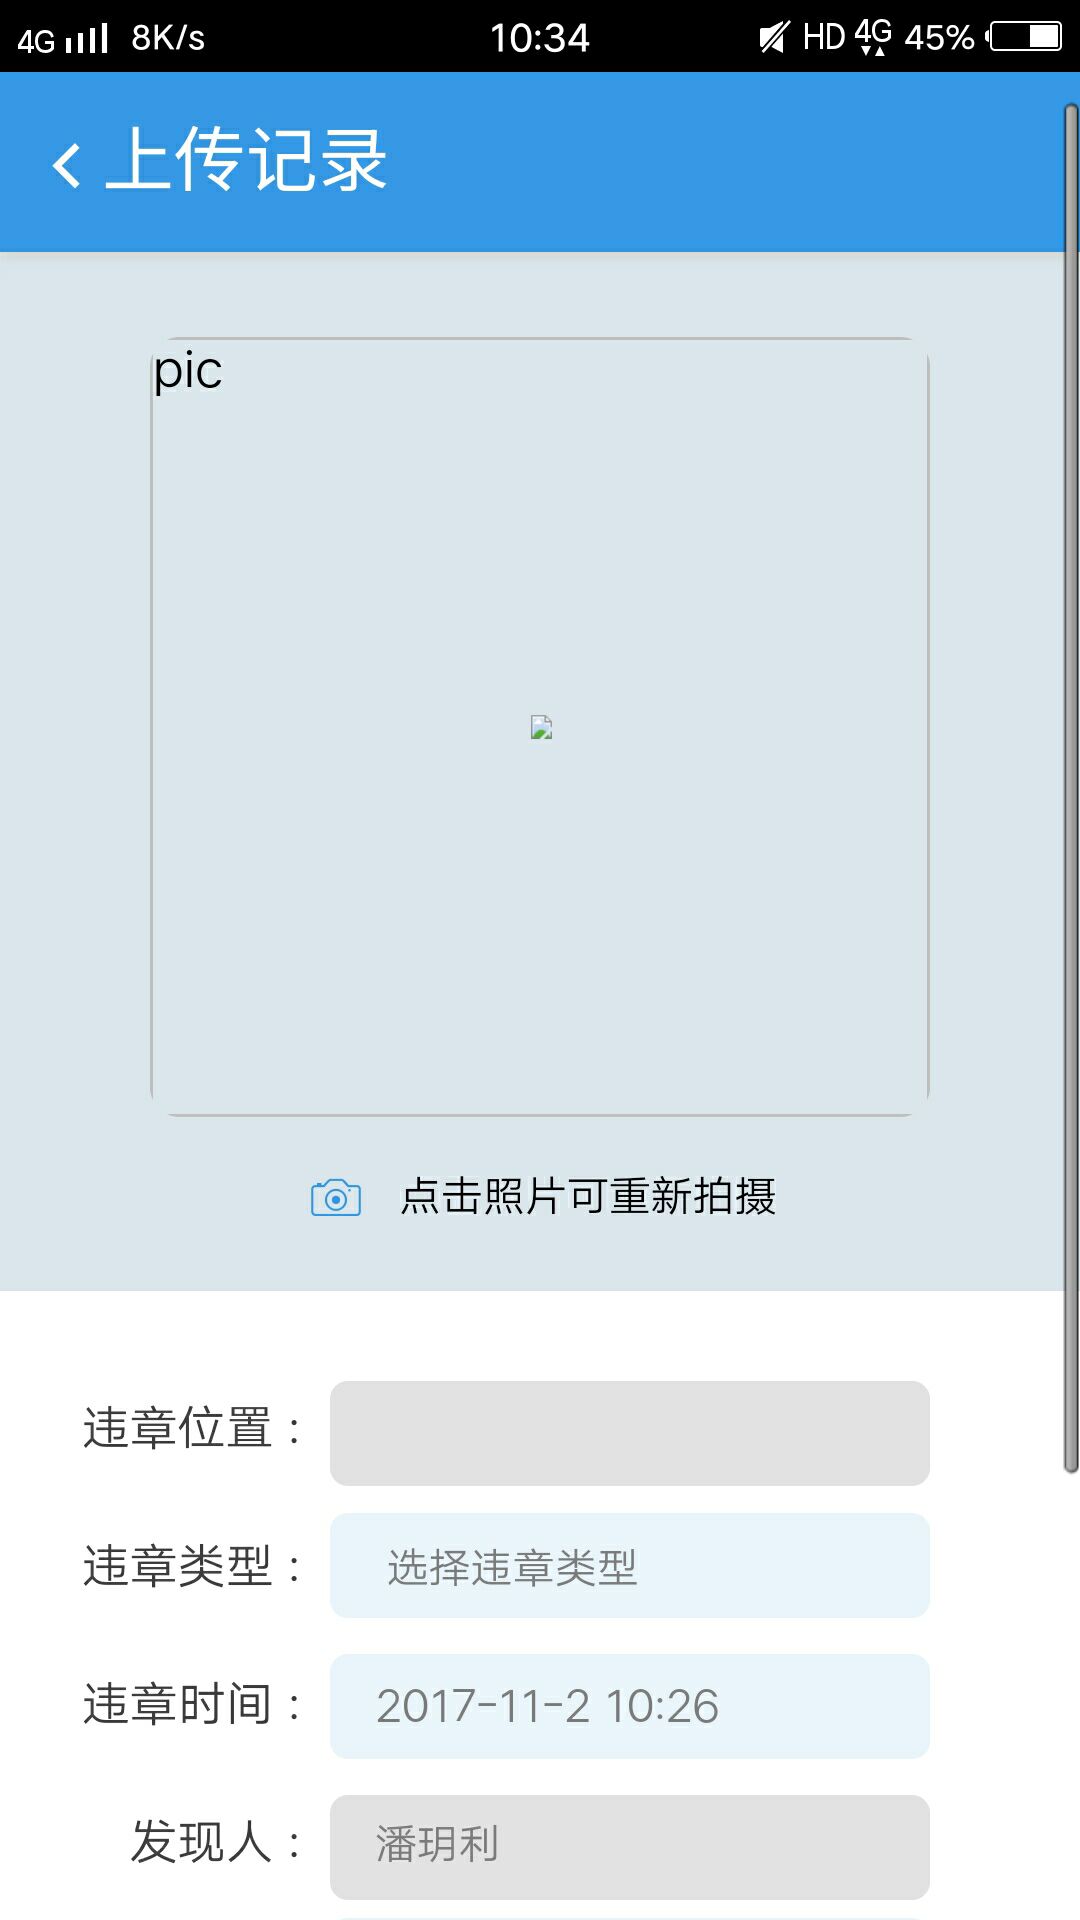 4G 8K/s 10:34 HD 4G 45%
上传记录
pic
点击照片可重新拍摄
违章位置：
违章类型： 选择违章类型
违章时间： 2017-11-2 10:26
发现人： 潘玥利